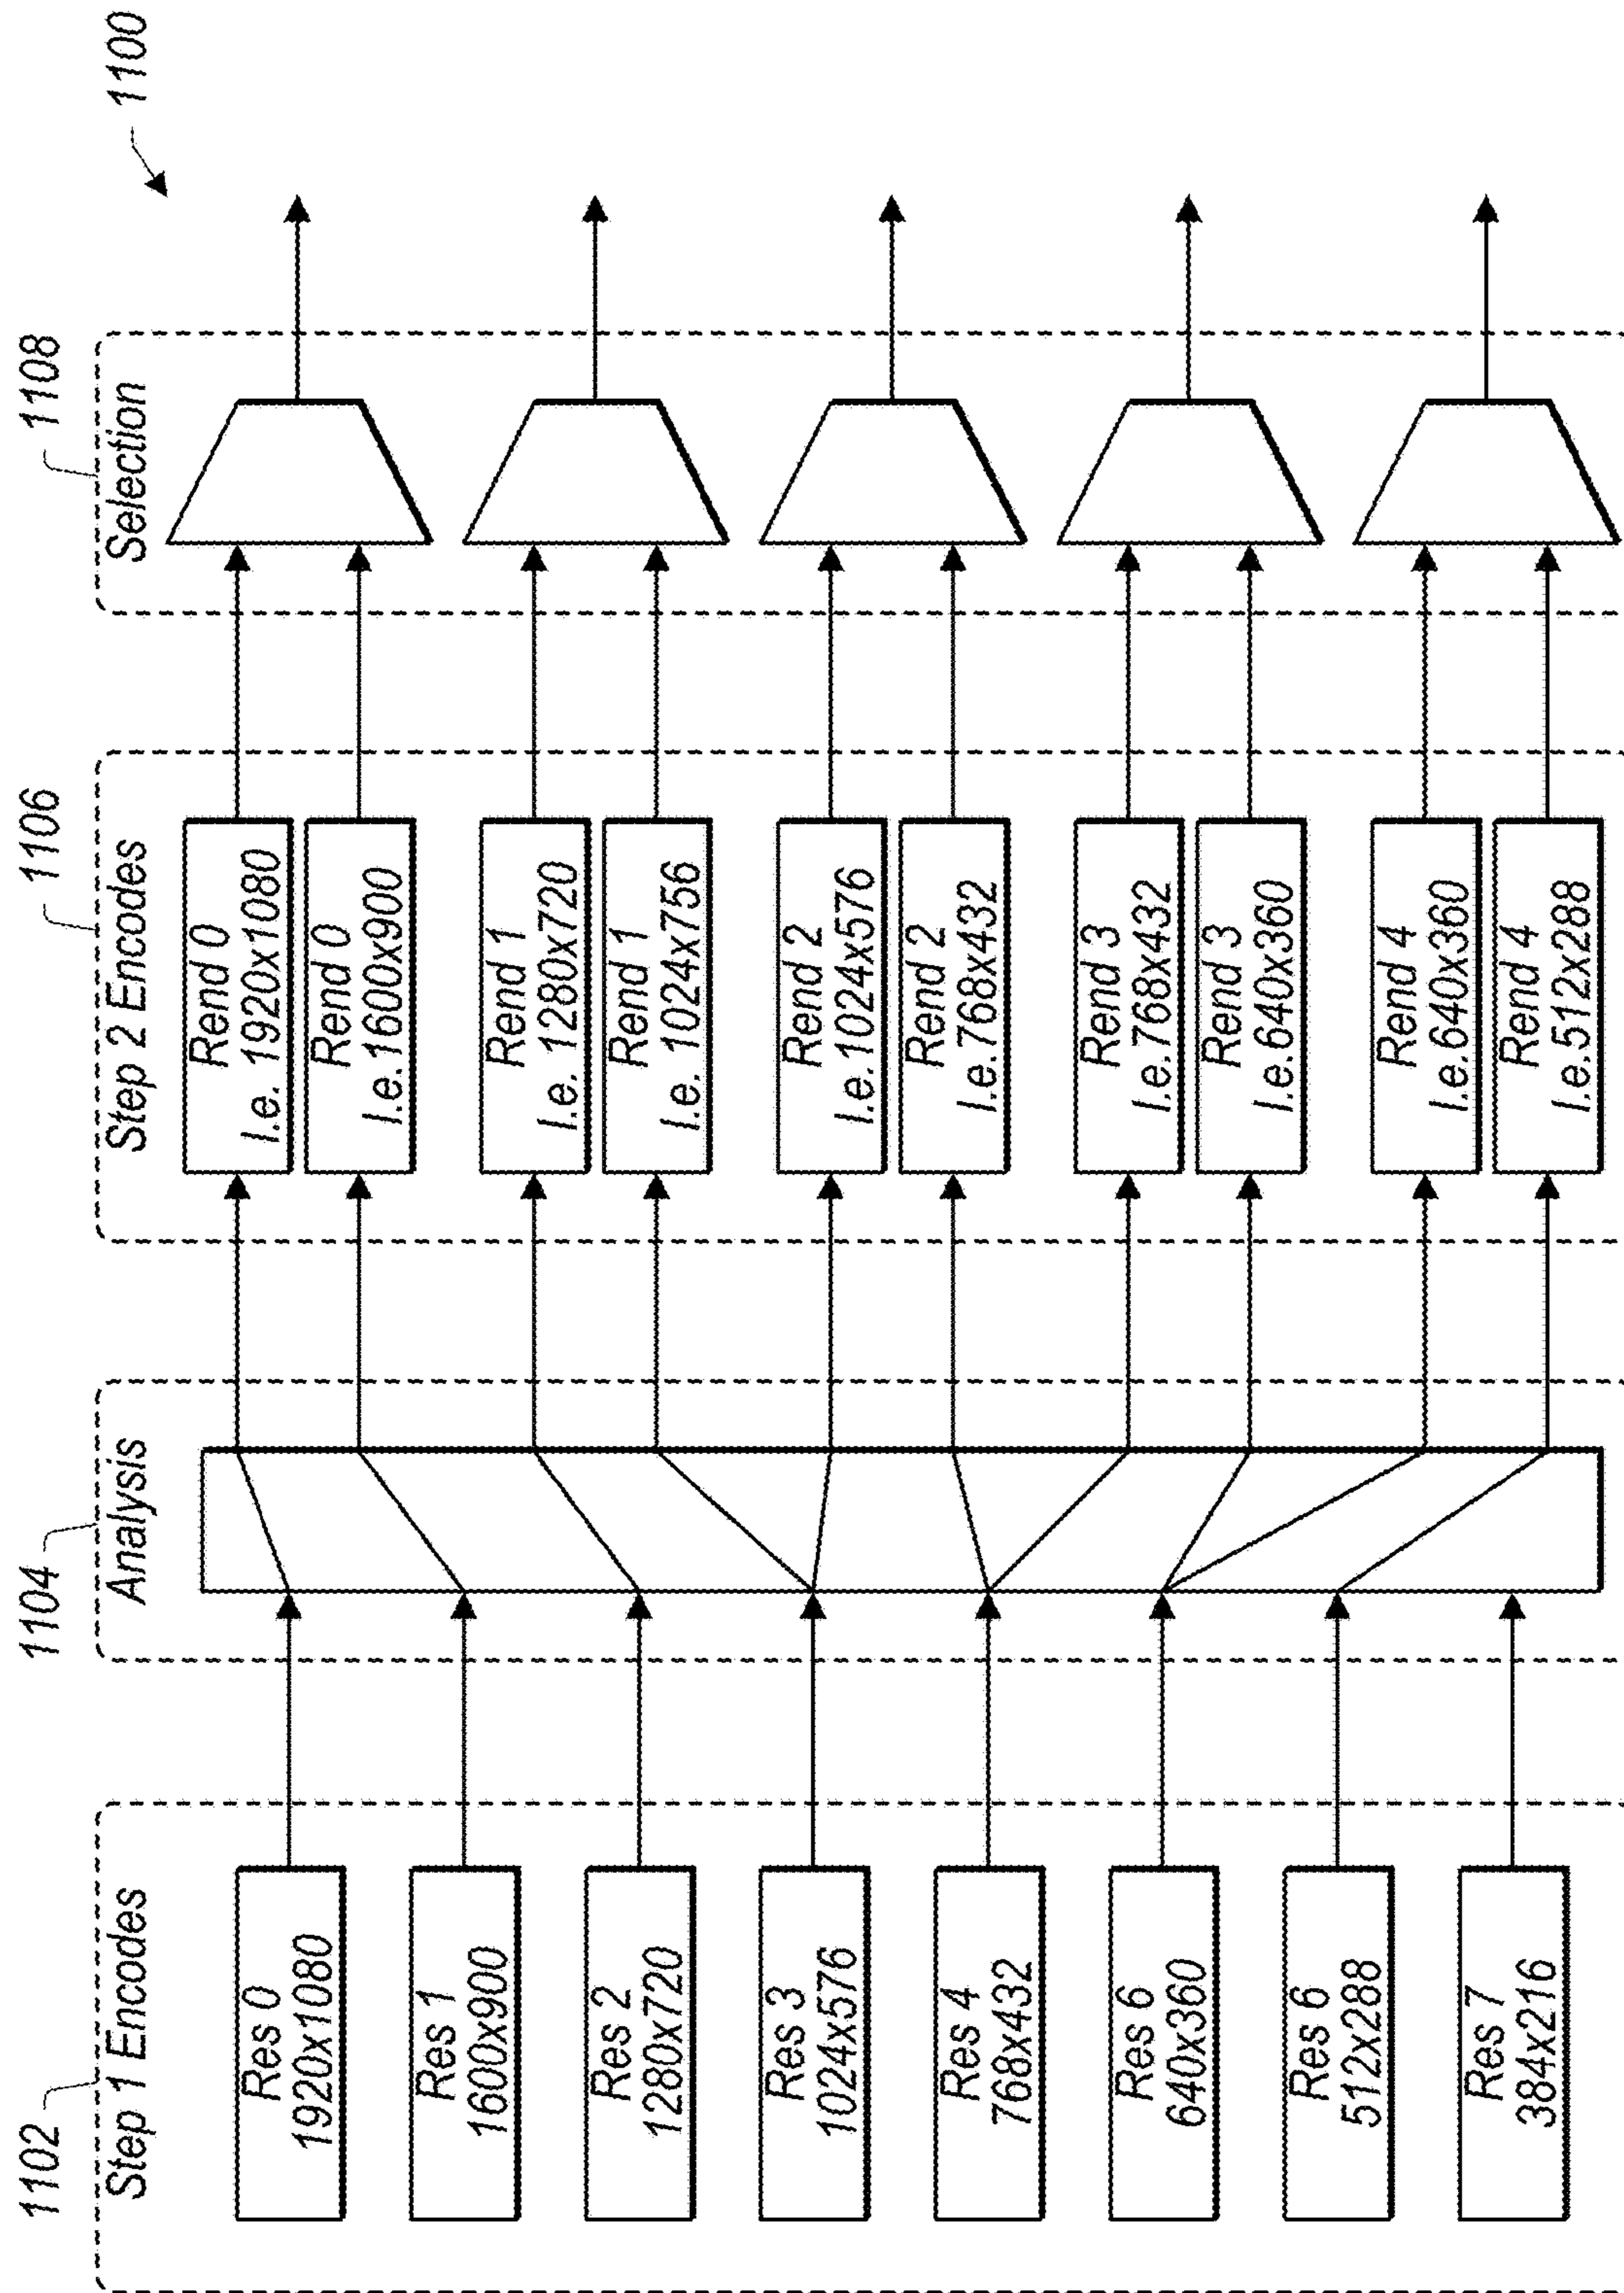 1100
1102
Step 1 Encodes
Res 0
1920x1080
Res 1
1600x900
Res 2
1280x720
Res 3
1024x576
Res 4
768x432
Res 6
640x360
Res 6
512x288
Res 7
384x216
1104
Analysis
1106
Step 2 Encodes
Rend 0
I.e. 1920x1080
Rend 0
I.e.1600x900
Rend 1
I.e. 1280x720
Rend 1
I.e. 1024x756
Rend 2
I.e.1024x576
Rend 2
I.e.768x432
Rend 3
I.e.768x432
Rend 3
I.e.640x360
Rend 4
I.e.640x360
Rend 4
I.e.512x288
1108
Selection